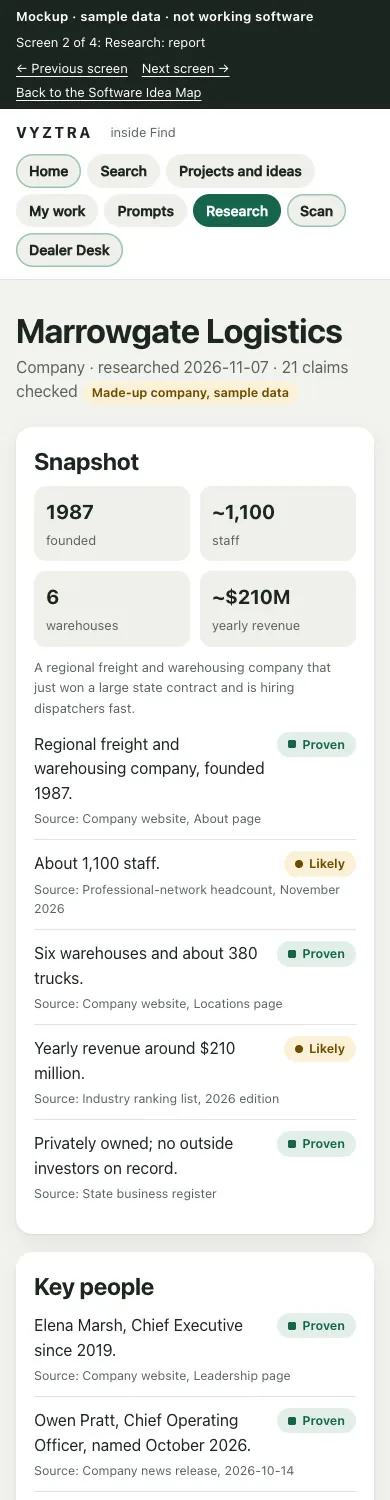 Mockup · sample data · not working software
Screen 2 of 4: Research: report
← Previous screen Next screen →
Back to the Software Idea Map
VYZTRA inside Find
Home Search Projects and ideas
My work Prompts Research Scan
Dealer Desk
Marrowgate Logistics
Company · researched 2026-11-07 · 21 claims
checked Made-up company, sample data
Snapshot
1987
founded
~1,100
staff
6
warehouses
~$210M
yearly revenue
A regional freight and warehousing company that
just won a large state contract and is hiring
dispatchers fast.
Regional freight and
warehousing company, founded
1987.
Proven
Source: Company website, About page
About 1,100 staff.
Likely
Source: Professional-network headcount, November
2026
Six warehouses and about 380
trucks.
Proven
Source: Company website, Locations page
Yearly revenue around $210
million.
Likely
Source: Industry ranking list, 2026 edition
Privately owned; no outside
investors on record.
Proven
Source: State business register
Key people
Elena Marsh, Chief Executive
since 2019.
Proven
Source: Company website, Leadership page
Owen Pratt, Chief Operating
Officer, named October 2026.
Proven
Source: Company news release, 2026-10-14